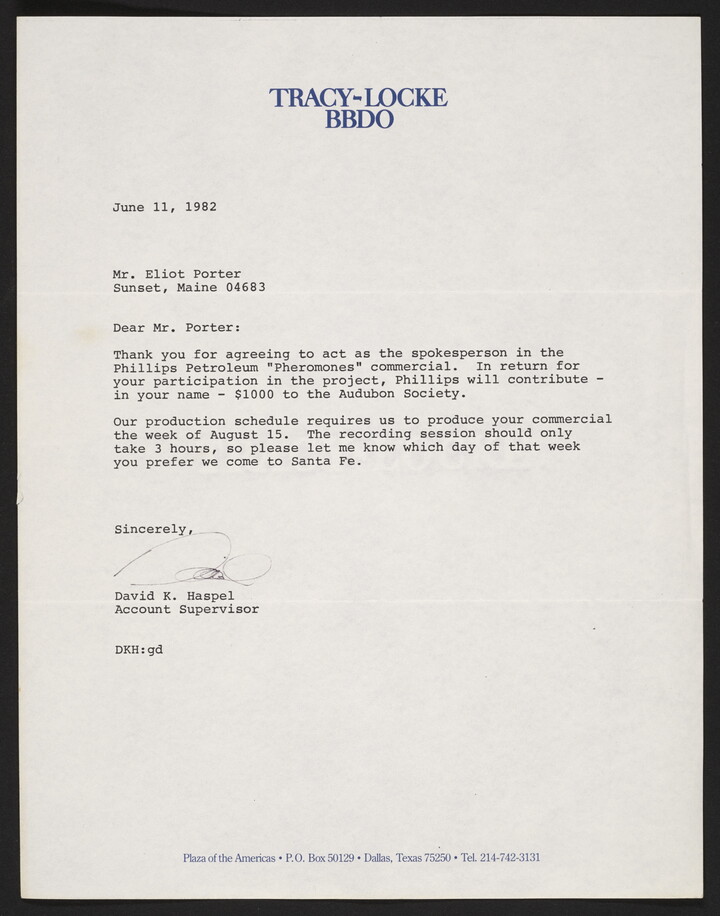 TRACY-LOCKE
BBDO
June 11, 1982
Mr. Eliot Porter
Sunset, Maine 04683
Dear Mr. Porter:
Thank you for agreeing to act as the spokesperson in the
Phillips Petroleum "Pheromones" commercial.  In return for
your participation in the project, Phillips will contribute -
in your name - $1000 to the Audubon Society.
Our production schedule requires us to produce your commercial
the week of August 15.  The recording session should only
take 3 hours, so please let me know which day of that week
you prefer we come to Santa Fe.
Sincerely,
David K. Haspel
Account Supervisor
DKH:gd
Plaza of the Americas • P.O. Box 50129 • Dallas, Texas 75250 • Tel. 214-742-3131